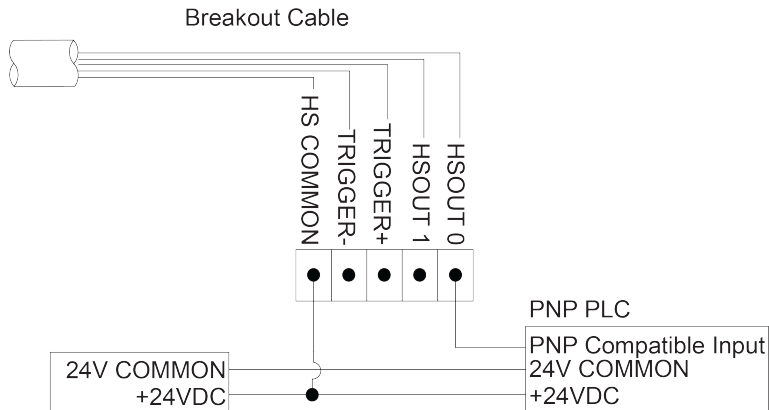 Breakout Cable
HS COMMON
TRIGGER-
TRIGGER+
HSOUT 1
HSOUT 0
PNP PLC
PNP Compatible Input
24V COMMON
24V COMMON
+24VDC
+24VDC